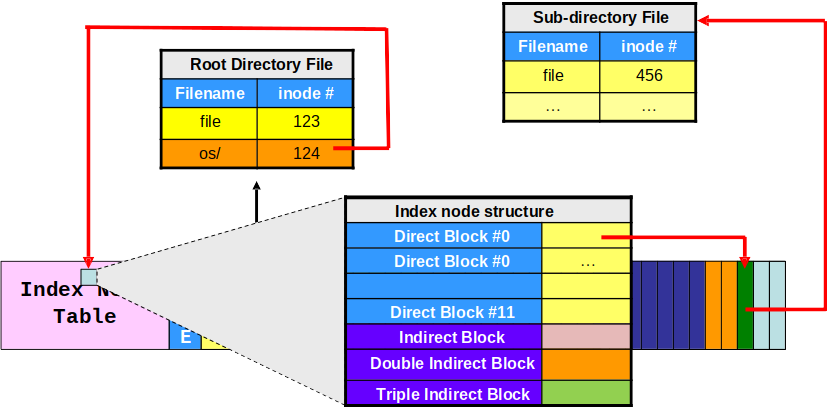 Sub-directory File
Filename inode #
file 456
... ...
Root Directory File
Filename inode #
file 123
os/ 124
Index node structure
Direct Block #0
Direct Block #0 ...
Direct Block #11
Indirect Block
Double Indirect Block
Triple Indirect Block
Index
Table
E